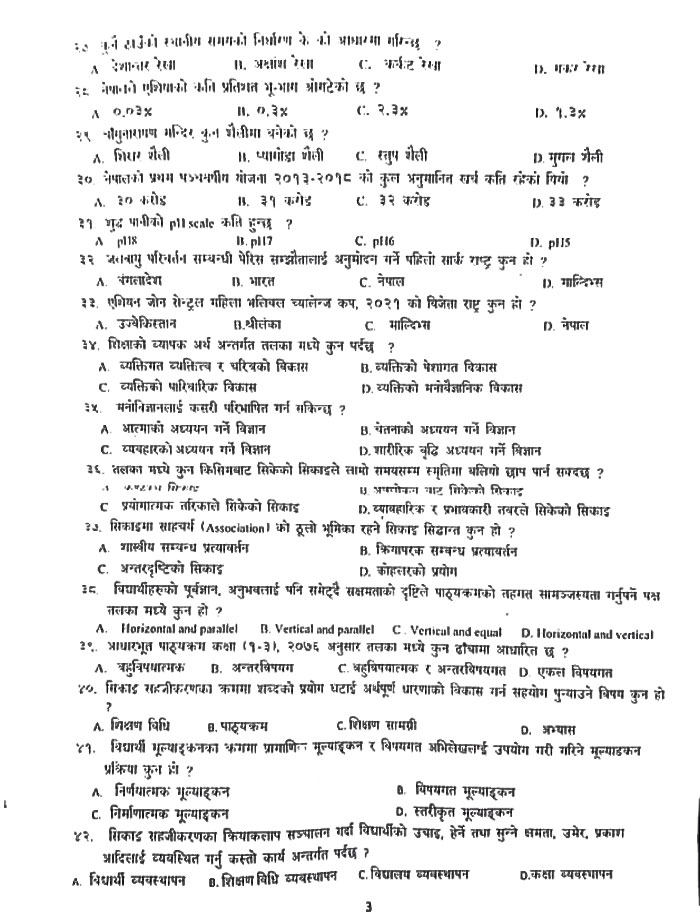 २७ कुनै ठाउँको स्थानीय समयको निर्धारण के को आधारमा गरिन्छ ?
A देशान्तर रेखा B. अक्षांश रेखा C. कर्कट रेखा D. मकर रेखा
२८ नेपालले एशियाको कति प्रतिशत भू-भाग ओगटेको छ ?
A ०.०३% B. ०.३% C. २.३% D. १.३%
२९ चाँगुनारायण मन्दिर कुन शैलीमा बनेको छ ?
A. शिखर शैली B. प्यागोडा शैली C. स्तुप शैली D. मुगल शैली
३०. नेपालको प्रथम पञ्चवर्षीय योजना २०१३-२०१८ को कुल अनुमानित खर्च कति रहेको थियो ?
A. ३० करोड B. ३१ करोड C. ३२ करोड D. ३३ करोड
३१ शुद्ध पानीको pH scale कति हुन्छ ?
A pH8 B. pH7 C. pH6 D. pH5
३२ जलवायु परिवर्तन सम्बन्धी पेरिस सम्झौतालाई अनुमोदन गर्ने पहिलो सार्क राष्ट्र कुन हो ?
A. बंगलादेश B. भारत C. नेपाल D. माल्दिभ्स
३३. एशियन जोन सेन्ट्रल महिला भलिबल च्यालेन्ज कप, २०२१ को विजेता राष्ट्र कुन हो ?
A. उज्वेकिस्तान B.श्रीलंका C. माल्दिभ्स D. नेपाल
३४. शिक्षाको व्यापक अर्थ अन्तर्गत तलका मध्ये कुन पर्दछ ?
A. व्यक्तिगत व्यक्तित्व र चरित्रको विकास B. व्यक्तिको पेशागत विकास
C. व्यक्तिको पारिवारिक विकास D. व्यक्तिको मनोवैज्ञानिक विकास
३५. मनोविज्ञानलाई कसरी परिभाषित गर्न सकिन्छ ?
A. आत्माको अध्ययन गर्ने विज्ञान B. चेतनाको अध्ययन गर्ने विज्ञान
C. व्यवहारको अध्ययन गर्ने विज्ञान D. शारीरिक वृद्धि अध्ययन गर्ने विज्ञान
३६. तलका मध्ये कुन किसिमबाट सिकेको सिकाइले लामो समयसम्म स्मृतिमा बलियो छाप पार्न सक्दछ ?
सिकाइ B बाट सिकेको सिकाइ
C प्रयोगात्मक तरिकाले सिकेको सिकाइ D. व्यावहारिक र प्रभावकारी तवरले सिकेको सिकाइ
३७. सिकाइमा साहचर्य (Association) को ठूलो भूमिका रहने सिकाइ सिद्धान्त कुन हो ?
A. शास्त्रीय सम्बन्ध प्रत्यावर्तन B. क्रियापरक सम्बन्ध प्रत्यावर्तन
C. अन्तरदृष्टिको सिकाइ D. कोहलरको प्रयोग
३८. विद्यार्थीहरुको पूर्वज्ञान, अनुभवलाई पनि समेट्दै सक्षमताको दृष्टिले पाठ्यक्रमको तहगत सामञ्जस्यता गर्नुपर्ने पक्ष
तलका मध्ये कुन हो ?
A. Horizontal and parallel B. Vertical and parallel C. Vertical and equal D. Horizontal and vertical
३९. आधारभूत पाठ्यक्रम कक्षा (१-३), २०७६ अनुसार तलका मध्ये कुन ढाँचामा आधारित छ ?
A. बहुविषयात्मक B. अन्तरविषयगत C. बहुविषयात्मक र अन्तरविषयगत D. एकल विषयगत
४०. सिकाइ सहजीकरणका क्रममा शब्दको प्रयोग घटाई अर्थपूर्ण धारणाको विकास गर्न सहयोग पुऱ्याउने विषय कुन हो
?
A. शिक्षण विधि B. पाठ्यक्रम C. शिक्षण सामग्री D. अभ्यास
४१. विद्यार्थी मूल्याङ्कनका क्रममा प्रामाणिक मूल्याङ्कन र विषयगत अभिलेखलाई उपयोग गरी गरिने मूल्याङकन
प्रक्रिया कुन हो ?
A. निर्णयात्मक मूल्याङ्कन B. विषयगत मूल्याङ्कन
C. निर्माणात्मक मूल्याङ्कन D. स्तरीकृत मूल्याङ्कन
४२. सिकाइ सहजीकरणका क्रियाकलाप सञ्चालन गर्दा विद्यार्थीको उचाइ, हेर्ने तथा सुन्ने क्षमता, उमेर, प्रकाश
आदिलाई व्यवस्थित गर्नु कस्तो कार्य अन्तर्गत पर्दछ ?
A. विद्यार्थी व्यवस्थापन B. शिक्षण विधि व्यवस्थापन C. विद्यालय व्यवस्थापन D.कक्षा व्यवस्थापन
3